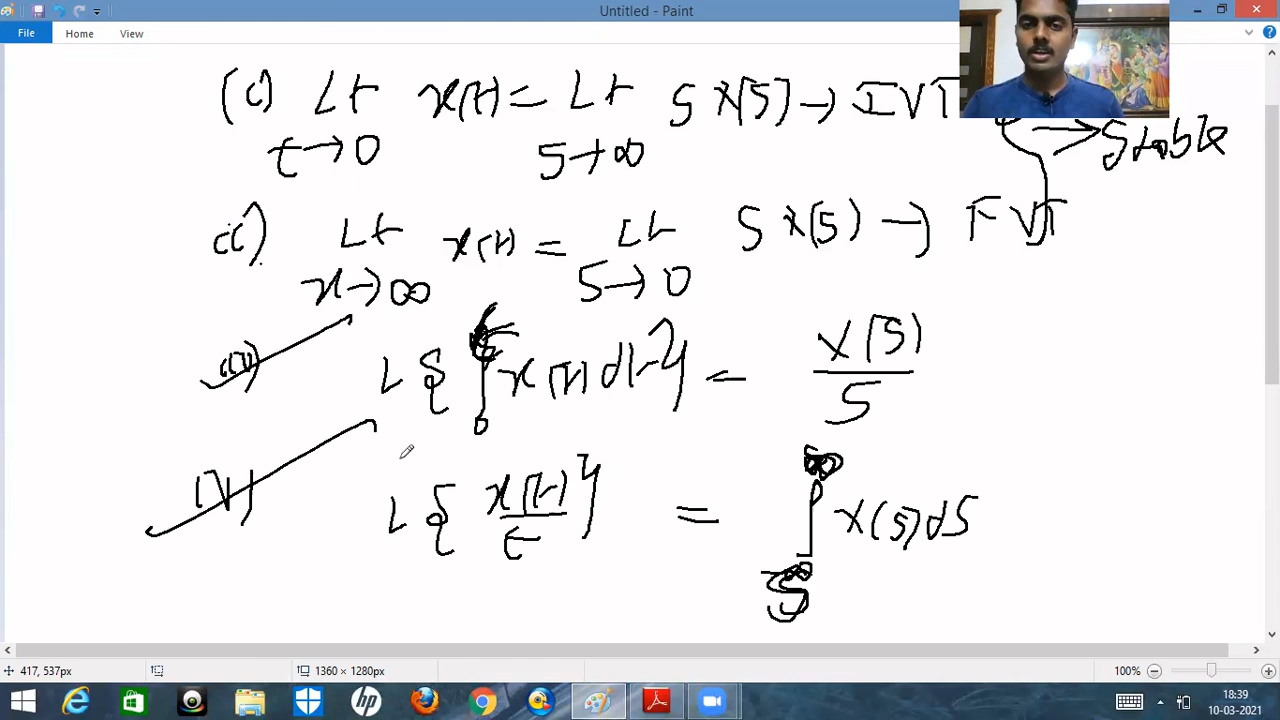 Untitled - Paint
File Home View
(i) Lt x(t) = Lt S X(S) → IVT
t→0 S→∞
Stable
Lt x(t) = Lt S X(S) → FVT
x→∞ S→0
L{∫ x(t) dt} = X(S)
0 S
(V) L{ x(t) } = ∫ X(S) dS
t
∞
S
417, 537px 1360 × 1280px 100%
18:39
10-03-2021